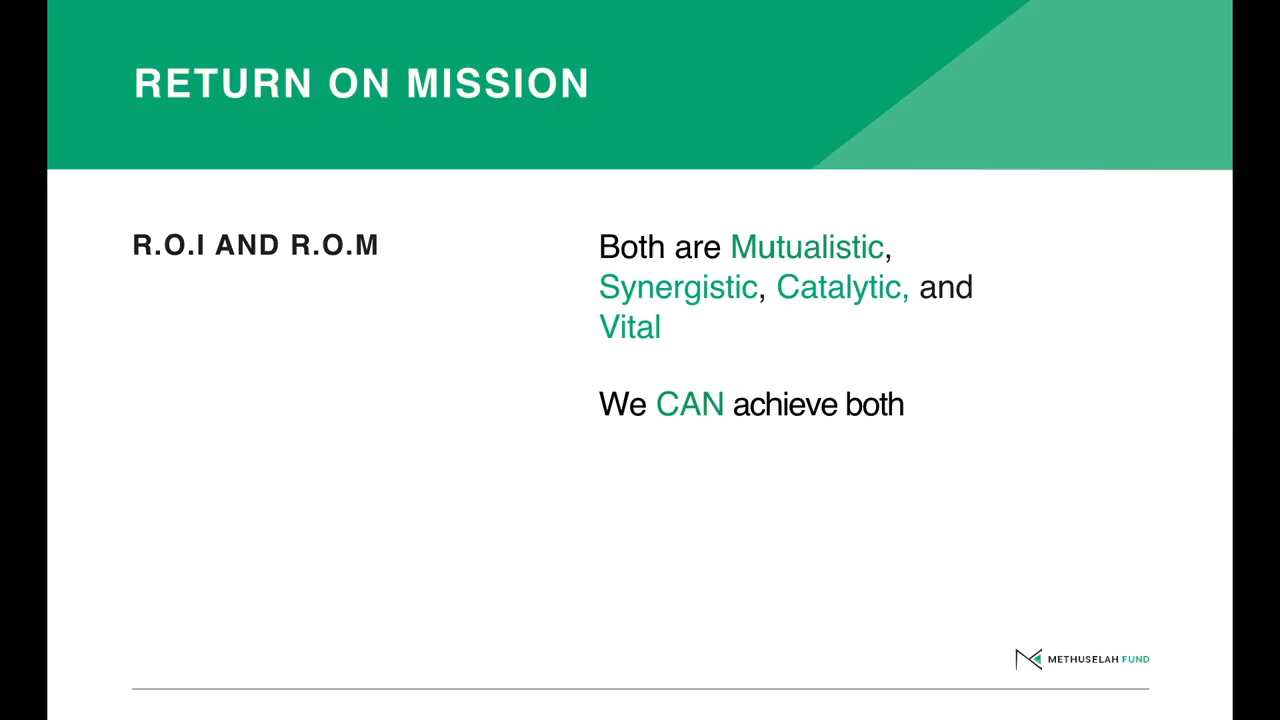 RETURN ON MISSION
R.O.I AND R.O.M
Both are Mutualistic,
Synergistic, Catalytic, and
Vital
We CAN achieve both
METHUSELAH FUND